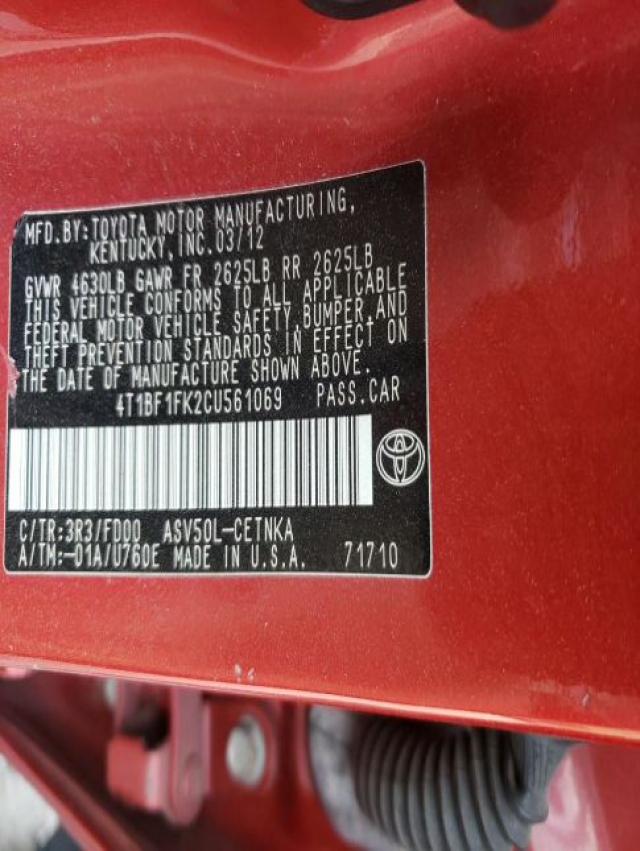 MFD.BY:TOYOTA MOTOR MANUFACTURING,
KENTUCKY, INC.03/12
GVWR 4630LB GAWR FR 2625LB RR 2625LB
THIS VEHICLE CONFORMS TO ALL APPLICABLE
FEDERAL MOTOR VEHICLE SAFETY,BUMPER AND
THEFT PREVENTION STANDARDS IN EFFECT ON
THE DATE OF MANUFACTURE SHOWN ABOVE.
4T1BF1FK2CU561069 PASS.CAR
C/TR:3R3/FD00 ASV50L-CETNKA
A/TM:-01A/U760E MADE IN U.S.A. 71710